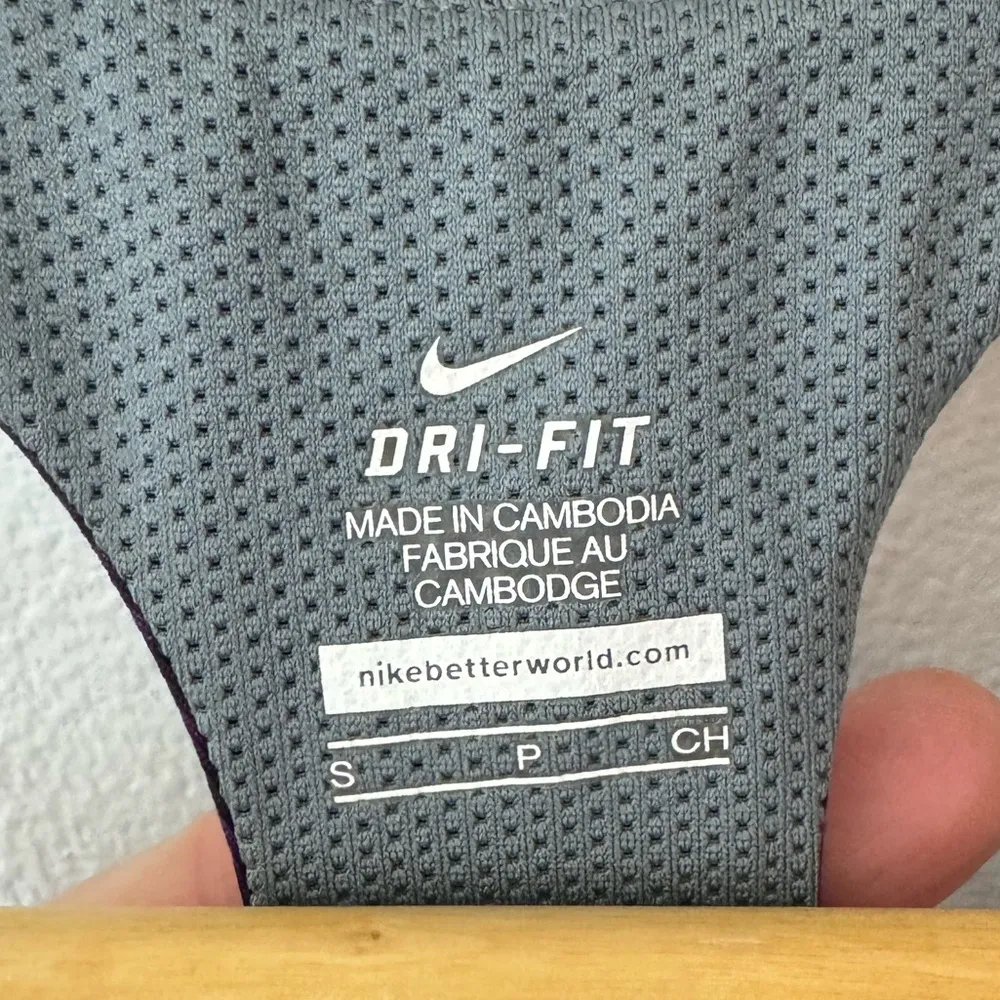 DRI-FIT
MADE IN CAMBODIA
FABRIQUE AU
CAMBODGE
nikebetterworld.com
S P CH